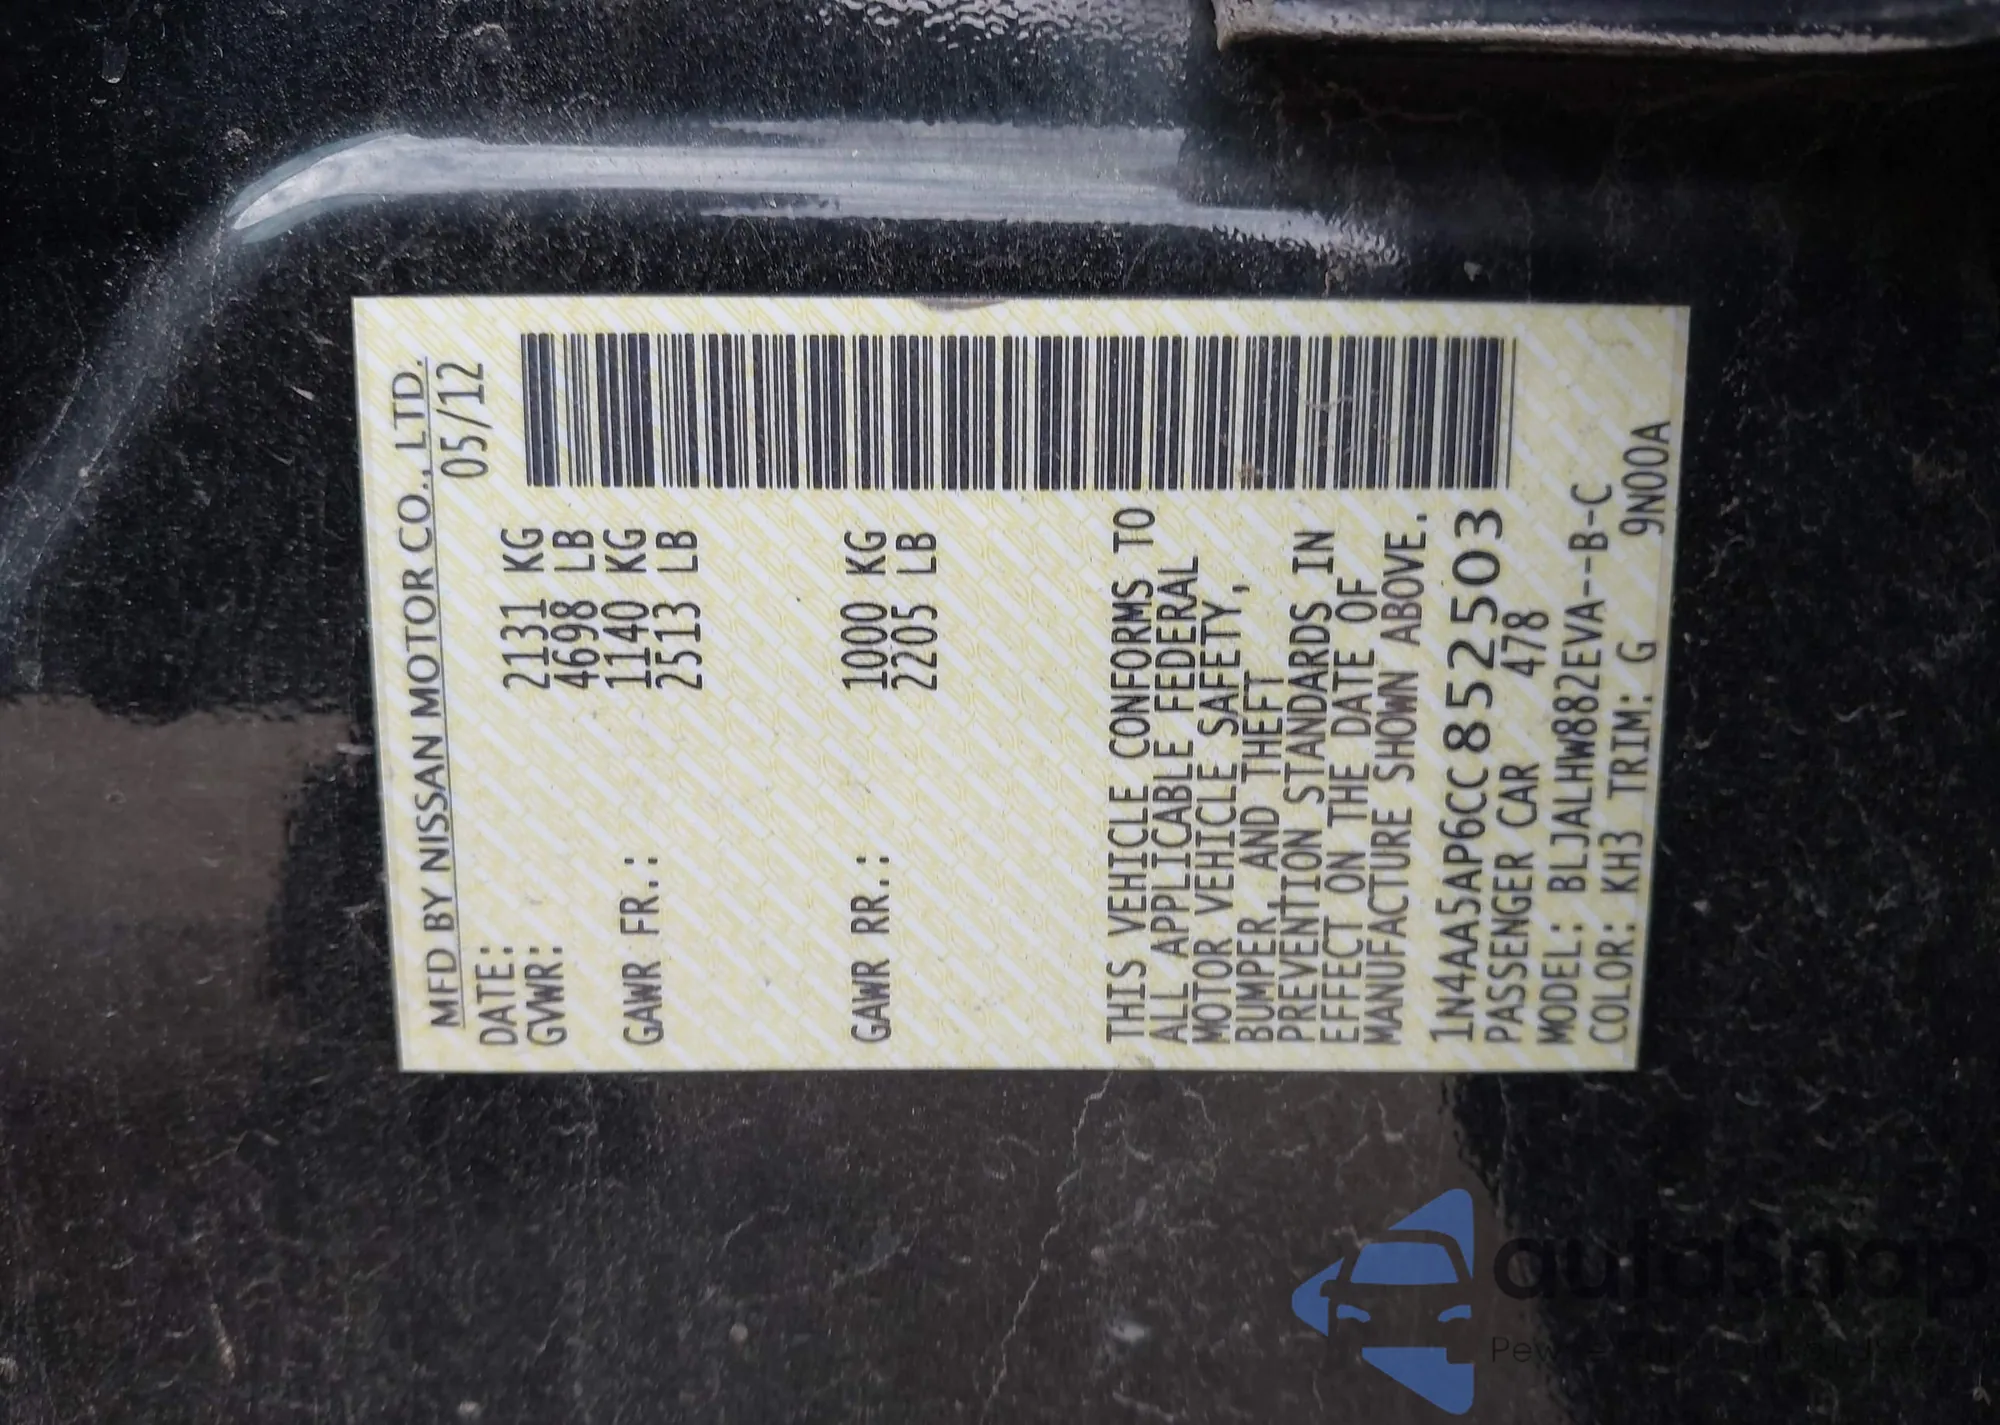 MFD BY NISSAN MOTOR CO., LTD.
DATE: 05/12
GVWR: 2131 KG
4698 LB
GAWR FR.: 1140 KG
2513 LB
GAWR RR.: 1000 KG
2205 LB
THIS VEHICLE CONFORMS TO
ALL APPLICABLE FEDERAL
MOTOR VEHICLE SAFETY,
BUMPER, AND THEFT
PREVENTION STANDARDS IN
EFFECT ON THE DATE OF
MANUFACTURE SHOWN ABOVE.
1N4AA5AP6CC852503
PASSENGER CAR 478
MODEL: BLJALHW882EVA--B-C
COLOR: KH3 TRIM: G 9N00A